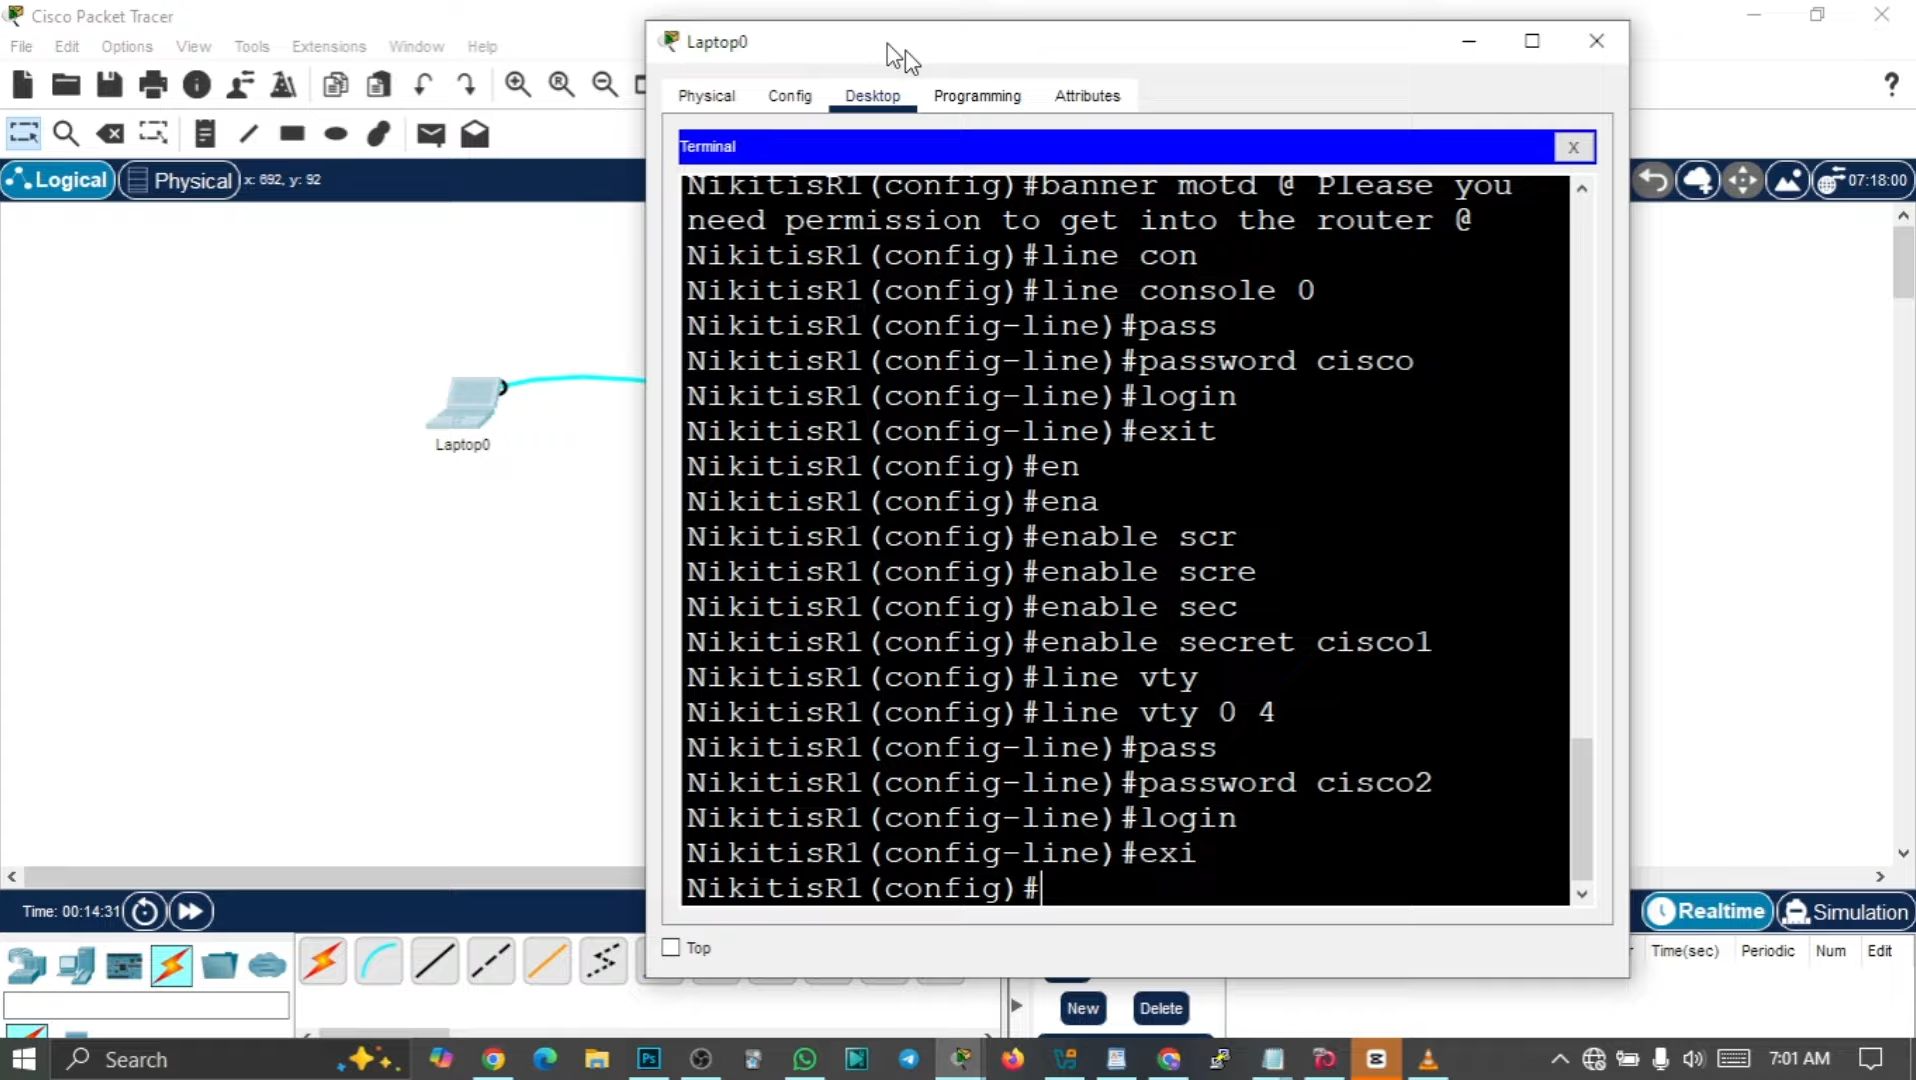 Cisco Packet Tracer
File Edit Options View Tools Extensions Window Help
Logical Physical x: 692, y: 92
07:18:00
Laptop0
Physical Config Desktop Programming Attributes
Terminal X
NikitisR1(config)#banner motd @ Please you
need permission to get into the router @
NikitisR1(config)#line con
NikitisR1(config)#line console 0
NikitisR1(config-line)#pass
NikitisR1(config-line)#password cisco
NikitisR1(config-line)#login
NikitisR1(config-line)#exit
NikitisR1(config)#en
NikitisR1(config)#ena
NikitisR1(config)#enable scr
NikitisR1(config)#enable scre
NikitisR1(config)#enable sec
NikitisR1(config)#enable secret cisco1
NikitisR1(config)#line vty
NikitisR1(config)#line vty 0 4
NikitisR1(config-line)#pass
NikitisR1(config-line)#password cisco2
NikitisR1(config-line)#login
NikitisR1(config-line)#exi
NikitisR1(config)#
Top
Laptop0
Time: 00:14:31
Realtime Simulation
Time(sec) Periodic Num Edit
New Delete
Search
Ps
7:01 AM